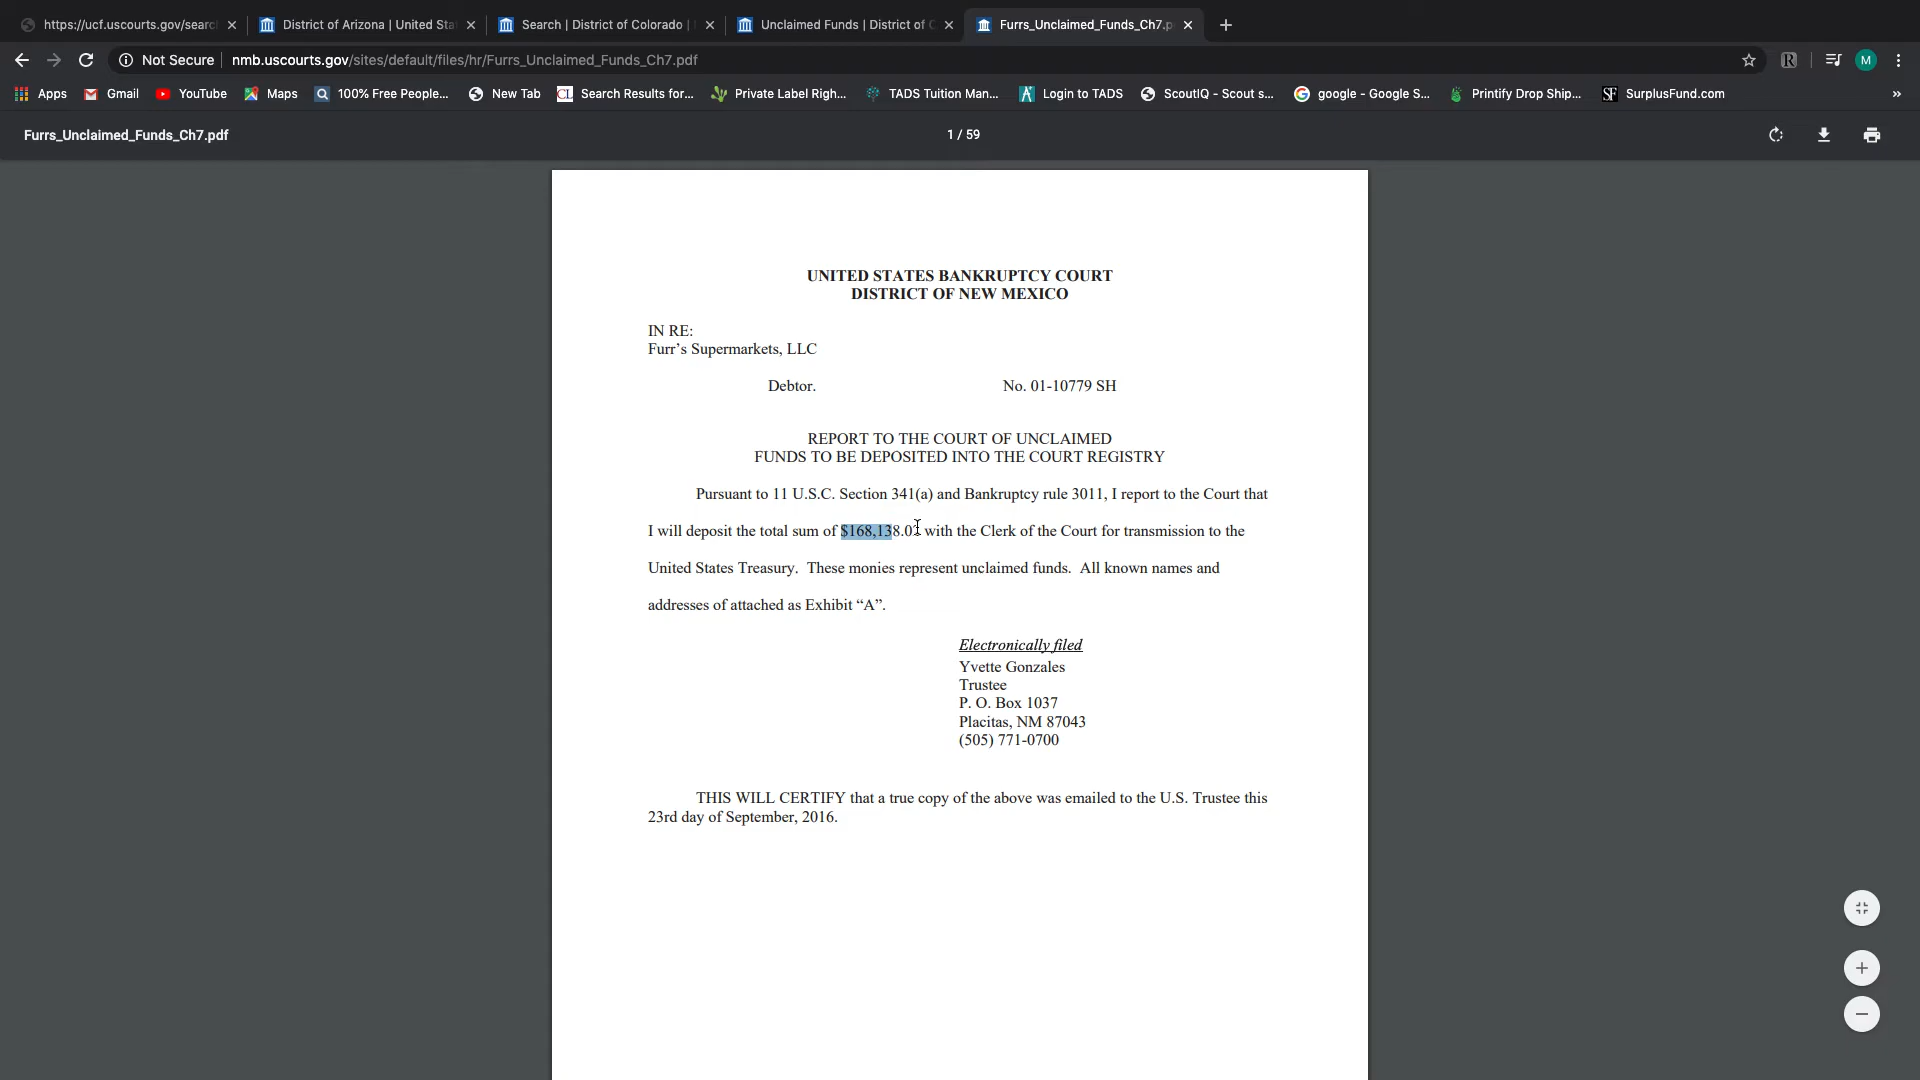 https://ucf.uscourts.gov/searc
District of Arizona | United Sta
Search | District of Colorado |
Unclaimed Funds | District of C
Furrs_Unclaimed_Funds_Ch7.p
Not Secure
nmb.uscourts.gov/sites/default/files/hr/Furrs_Unclaimed_Funds_Ch7.pdf
M
Apps
Gmail
YouTube
Maps
100% Free People...
New Tab
CL Search Results for...
Private Label Righ...
TADS Tuition Man...
Login to TADS
ScoutIQ - Scout s...
google - Google S...
Printify Drop Ship...
SF SurplusFund.com
»
Furrs_Unclaimed_Funds_Ch7.pdf
1 / 59
UNITED STATES BANKRUPTCY COURT
DISTRICT OF NEW MEXICO
IN RE:
Furr's Supermarkets, LLC
Debtor. No. 01-10779 SH
REPORT TO THE COURT OF UNCLAIMED
FUNDS TO BE DEPOSITED INTO THE COURT REGISTRY
Pursuant to 11 U.S.C. Section 341(a) and Bankruptcy rule 3011, I report to the Court that
I will deposit the total sum of with the Clerk of the Court for transmission to the
United States Treasury. These monies represent unclaimed funds. All known names and
addresses of attached as Exhibit “A”.
Electronically filed
Yvette Gonzales
Trustee
P. O. Box 1037
Placitas, NM 87043
(505) 771-0700
THIS WILL CERTIFY that a true copy of the above was emailed to the U.S. Trustee this
23rd day of September, 2016.